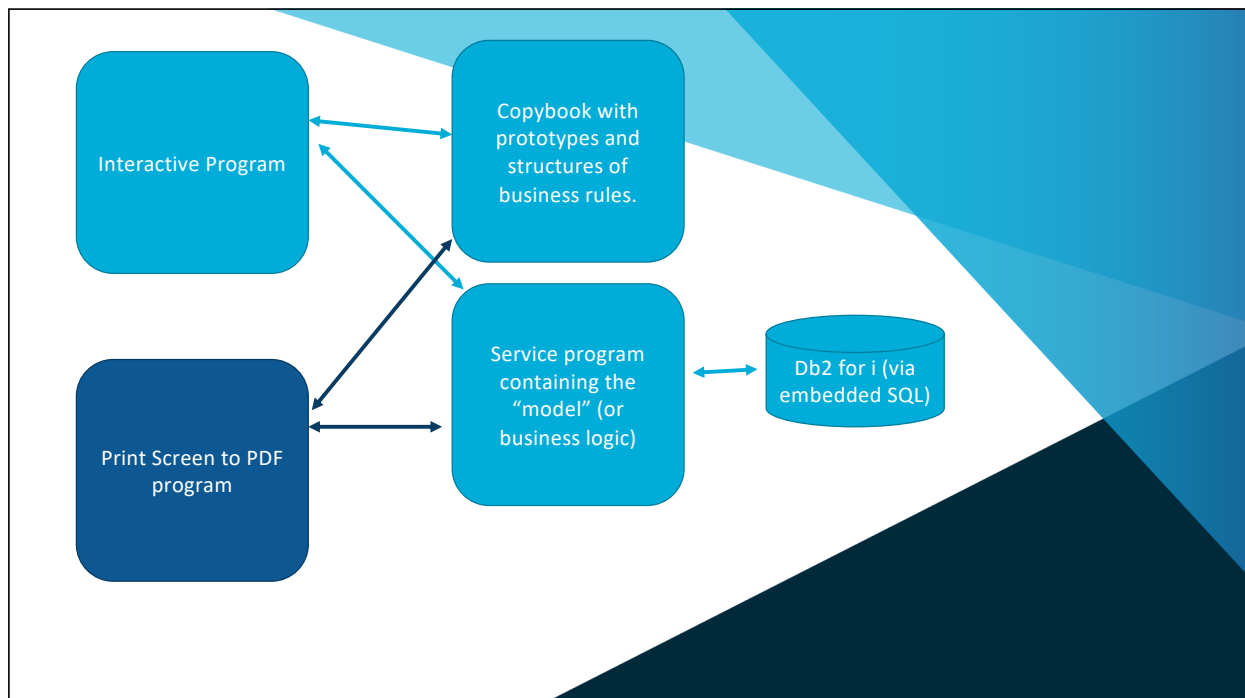 Interactive Program
Copybook with
prototypes and
structures of
business rules.
Print Screen to PDF
program
Service program
containing the
“model” (or
business logic)
Db2 for i (via
embedded SQL)